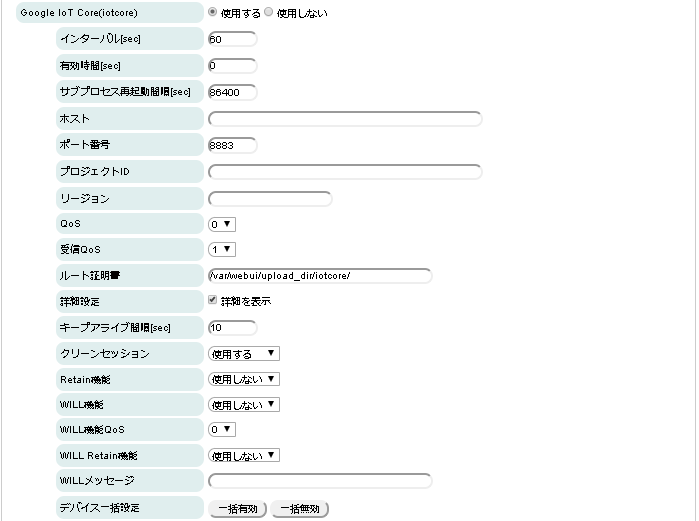 Google IoT Core(iotcore) 使用する 使用しない
インターバル[sec] 60
有効時間[sec] 0
サブプロセス再起動間隔[sec] 86400
ホスト
ポート番号 8883
プロジェクトID
リージョン
QoS 0
受信QoS 1
ルート証明書 /var/webui/upload_dir/iotcore/
詳細設定 詳細を表示
キープアライブ間隔[sec] 10
クリーンセッション 使用する
Retain機能 使用しない
WILL機能 使用しない
WILL機能QoS 0
WILL Retain機能 使用しない
WILLメッセージ
デバイス一括設定 一括有効 一括無効